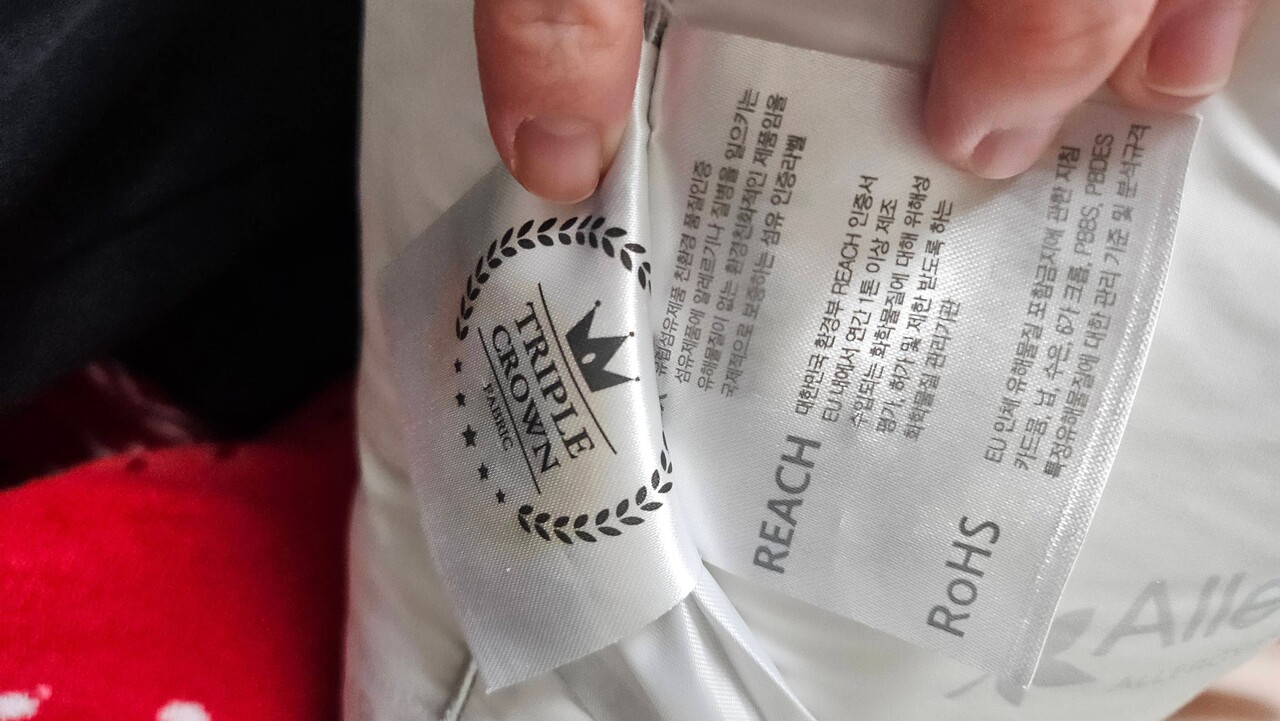 TRIPLE
CROWN
FABRIC
유럽섬유제품 친환경 품질인증
섬유제품에 알레르기나 질병을 일으키는
유해물질이 없는 환경친화적인 제품임을
국제적으로 보증하는 섬유 인증라벨
REACH
대한민국 환경부 REACH 인증서
EU 내에서 연간 1톤 이상 제조
수입되는 화학물질에 대해 위해성
평가, 허가 및 제한 받도록 하는
화학물질 관리기관
RoHS
EU 인체 유해물질 포함금지에 관한 지침
카드뮴, 납, 수은, 6가 크롬, PBBS, PBDES
특정유해물질에 대한 관리 기준 및 분석규격
Alle